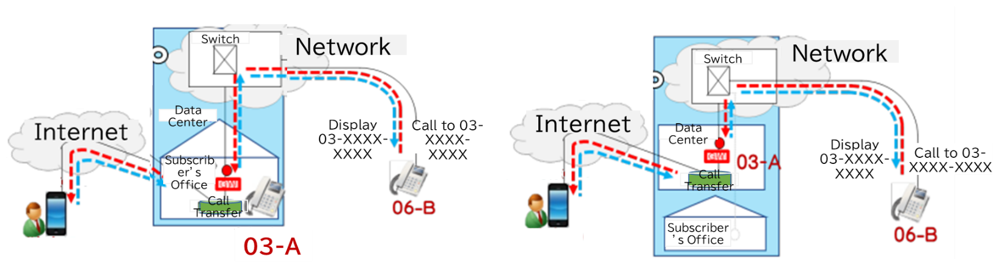 Switch
Network
Data
Center
Internet
Display
03-XXXX-
XXXX
Call to 03-
XXXX-
XXXX
Subscrib
er's
Office
Call
Transfer
06-B
03-A
Switch
Network
Internet
Data
Center
03-A
Display
03-XXXX-
XXXX
Call to 03-
XXXX-XXXX
Call
Transfer
06-B
Subscriber
's Office